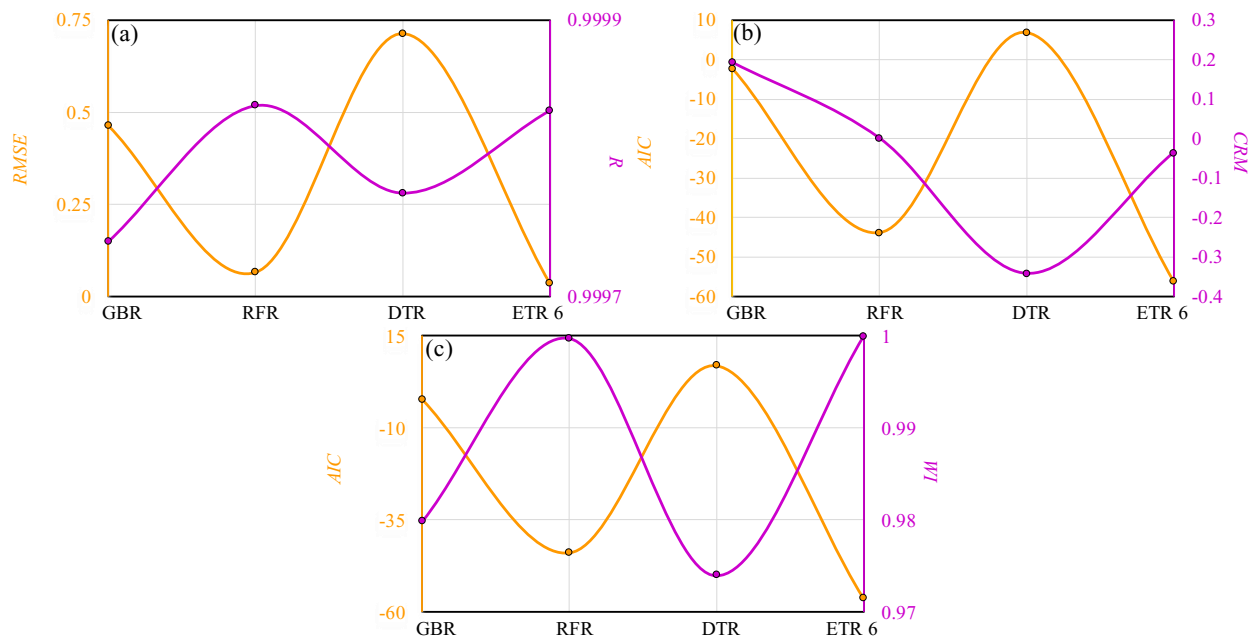 (a)
0.75
0.5
0.25
0
RMSE
0.9999
0.9997
R
GBR RFR DTR ETR 6
(b)
10
0
-10
-20
-30
-40
-50
-60
AIC
0.3
0.2
0.1
0
-0.1
-0.2
-0.3
-0.4
CRM
GBR RFR DTR ETR 6
(c)
15
-10
-35
-60
AIC
1
0.99
0.98
0.97
WI
GBR RFR DTR ETR 6